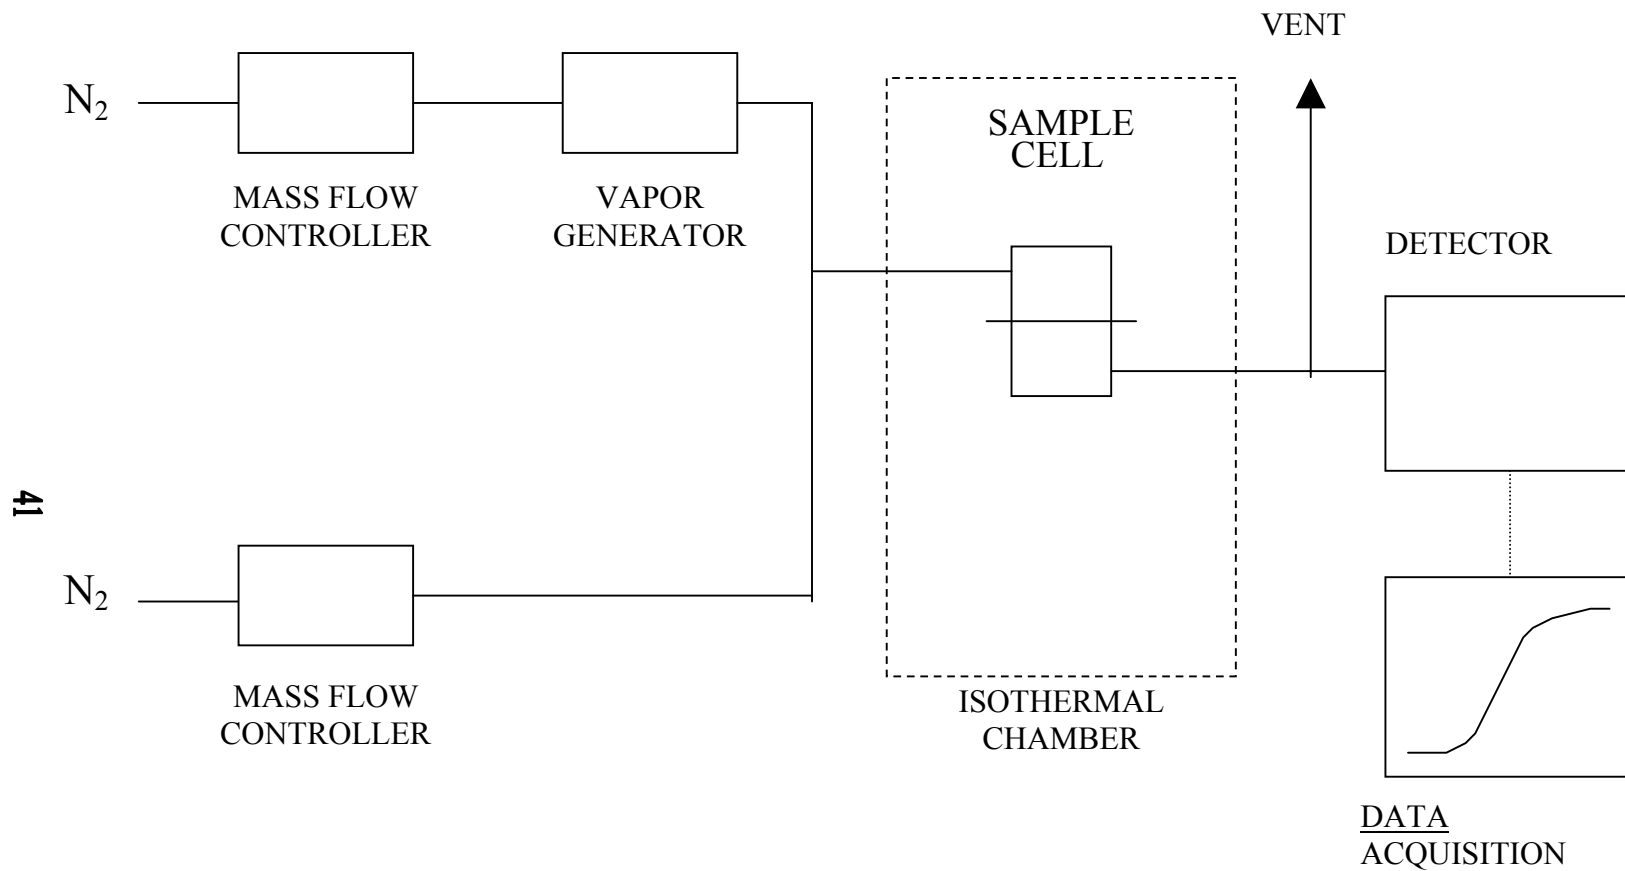 VENT
N2
MASS FLOW
CONTROLLER
VAPOR
GENERATOR
SAMPLE
CELL
DETECTOR
41
N2
MASS FLOW
CONTROLLER
ISOTHERMAL
CHAMBER
DATA
ACQUISITION